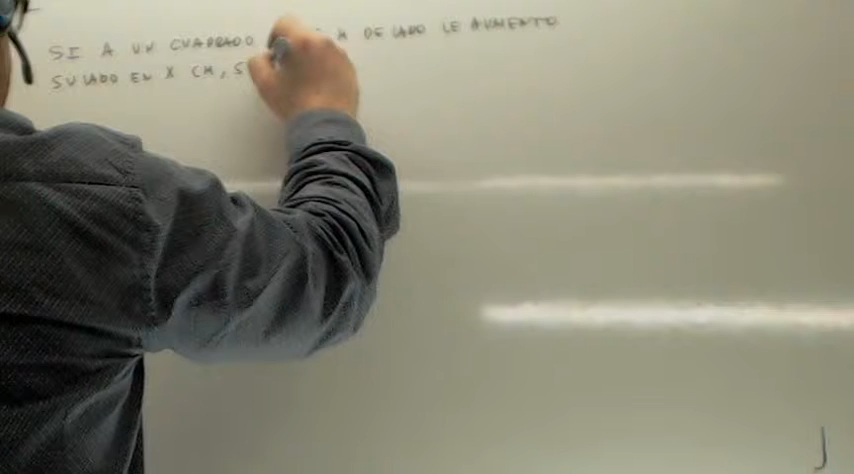 SI A UN CUADRADO M DE LADO LE AUMENTO
SU LADO EN X CM, S
J